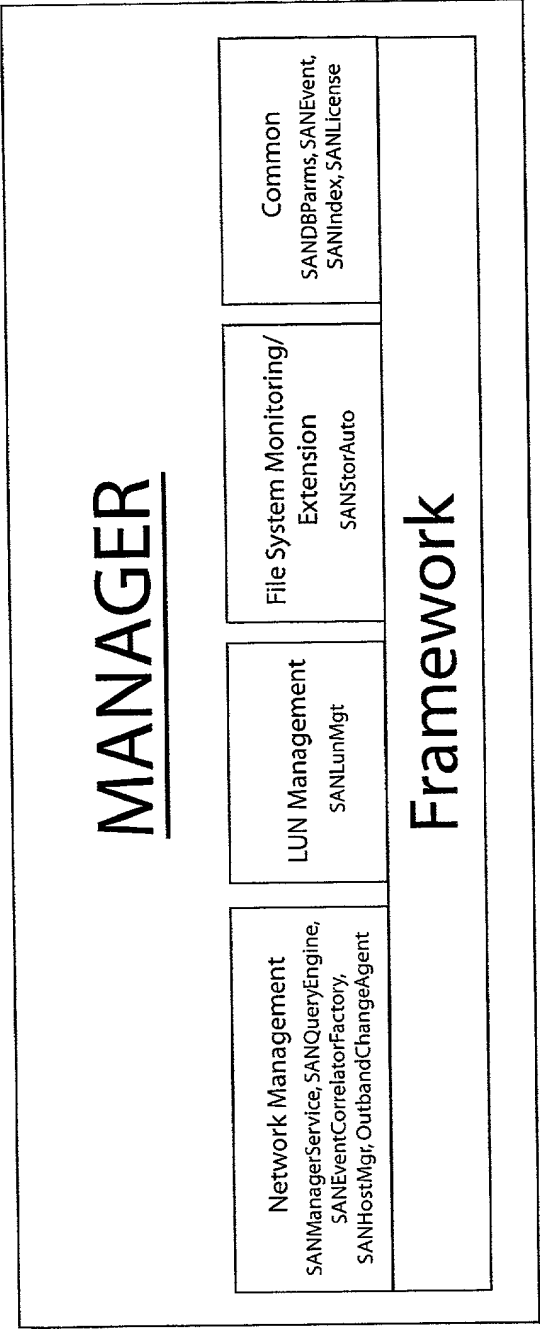 MANAGER
Network Management
SANManagerService, SANQueryEngine,
SANEventCorrelatorFactory,
SANHostMgr, OutbandChangeAgent
LUN Management
SANLunMgt
File System Monitoring/
Extension
SANStorAuto
Common
SANDBParms, SANEvent,
SANIndex, SANLicense
Framework